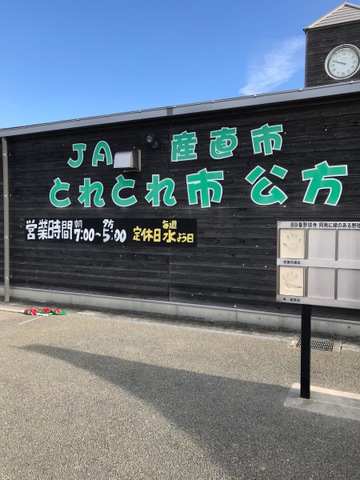 JA 産直市
とれとれ市 公方
営業時間 朝7:00〜夕5:00 定休日 毎週水よう日